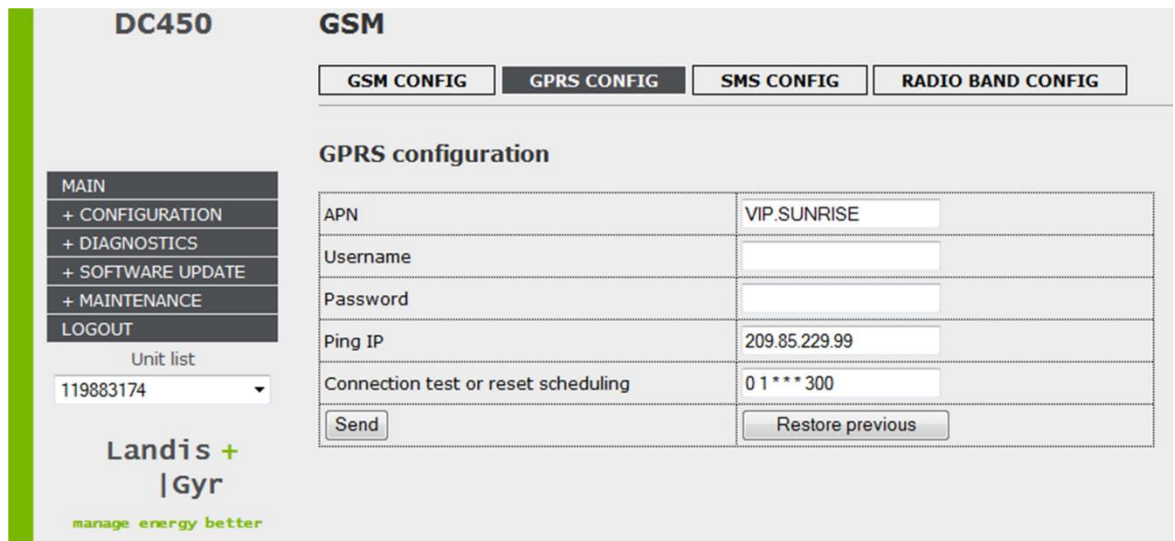 DC450
GSM
GSM CONFIG GPRS CONFIG SMS CONFIG RADIO BAND CONFIG
GPRS configuration
MAIN
+ CONFIGURATION
+ DIAGNOSTICS
+ SOFTWARE UPDATE
+ MAINTENANCE
LOGOUT
Unit list
119883174
Landis +
|Gyr
manage energy better
APN VIP.SUNRISE
Username
Password
Ping IP 209.85.229.99
Connection test or reset scheduling 0 1 * * * 300
Send Restore previous